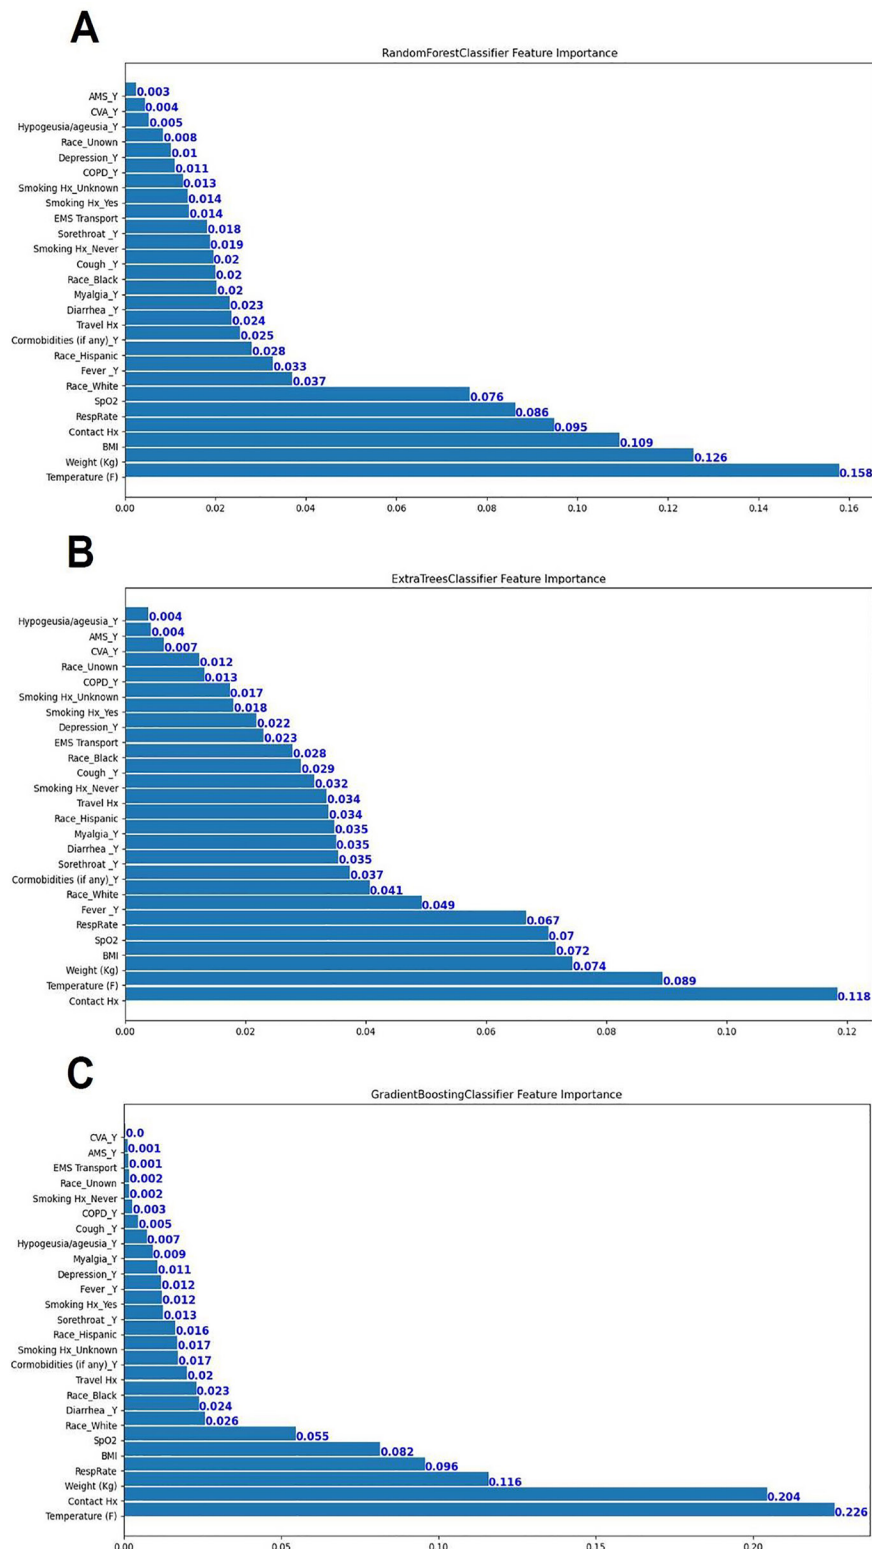 A
RandomForestClassifier Feature Importance
AMS_Y 0.003
CVA_Y 0.004
Hypogeusia/ageusia_Y 0.005
Race_Unown 0.008
Depression_Y 0.01
COPD_Y 0.011
Smoking Hx_Unknown 0.013
Smoking Hx_Yes 0.014
EMS Transport 0.014
Sorethroat _Y 0.018
Smoking Hx_Never 0.019
Cough _Y 0.02
Race_Black 0.02
Myalgia_Y 0.02
Diarrhea _Y 0.023
Travel Hx 0.024
Cormobidities (if any)_Y 0.025
Race_Hispanic 0.028
Fever _Y 0.033
Race_White 0.037
SpO2 0.076
RespRate 0.086
Contact Hx 0.095
BMI 0.109
Weight (Kg) 0.126
Temperature (F) 0.158
0.00 0.02 0.04 0.06 0.08 0.10 0.12 0.14 0.16
B
ExtraTreesClassifier Feature Importance
Hypogeusia/ageusia_Y 0.004
AMS_Y 0.004
CVA_Y 0.007
Race_Unown 0.012
COPD_Y 0.013
Smoking Hx_Unknown 0.017
Smoking Hx_Yes 0.018
Depression_Y 0.022
EMS Transport 0.023
Race_Black 0.028
Cough _Y 0.029
Smoking Hx_Never 0.032
Travel Hx 0.034
Race_Hispanic 0.034
Myalgia_Y 0.035
Diarrhea _Y 0.035
Sorethroat _Y 0.035
Cormobidities (if any)_Y 0.037
Race_White 0.041
Fever _Y 0.049
RespRate 0.067
SpO2 0.07
BMI 0.072
Weight (Kg) 0.074
Temperature (F) 0.089
Contact Hx 0.118
0.00 0.02 0.04 0.06 0.08 0.10 0.12
C
GradientBoostingClassifier Feature Importance
CVA_Y 0.0
AMS_Y 0.001
EMS Transport 0.001
Race_Unown 0.002
Smoking Hx_Never 0.002
COPD_Y 0.003
Cough _Y 0.005
Hypogeusia/ageusia_Y 0.007
Myalgia_Y 0.009
Depression_Y 0.011
Fever _Y 0.012
Smoking Hx_Yes 0.012
Sorethroat _Y 0.013
Race_Hispanic 0.016
Smoking Hx_Unknown 0.017
Cormobidities (if any)_Y 0.017
Travel Hx 0.02
Race_Black 0.023
Diarrhea _Y 0.024
Race_White 0.026
SpO2 0.055
BMI 0.082
RespRate 0.096
Weight (Kg) 0.116
Contact Hx 0.204
Temperature (F) 0.226
0.00 0.05 0.10 0.15 0.20